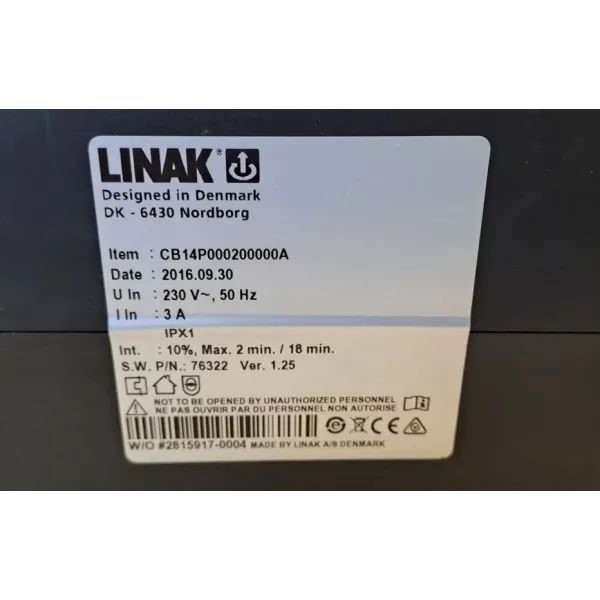 LINAK®
Designed in Denmark
DK - 6430 Nordborg
Item : CB14P000200000A
Date : 2016.09.30
U In : 230 V~, 50 Hz
I In : 3 A
IPX1
Int. : 10%, Max. 2 min. / 18 min.
S.W. P/N.: 76322 Ver. 1.25
NOT TO BE OPENED BY UNAUTHORIZED PERSONNEL
NE PAS OUVRIR PAR DU PERSONNEL NON AUTORISE
W/O #2815917-0004 MADE BY LINAK A/S DENMARK
CE